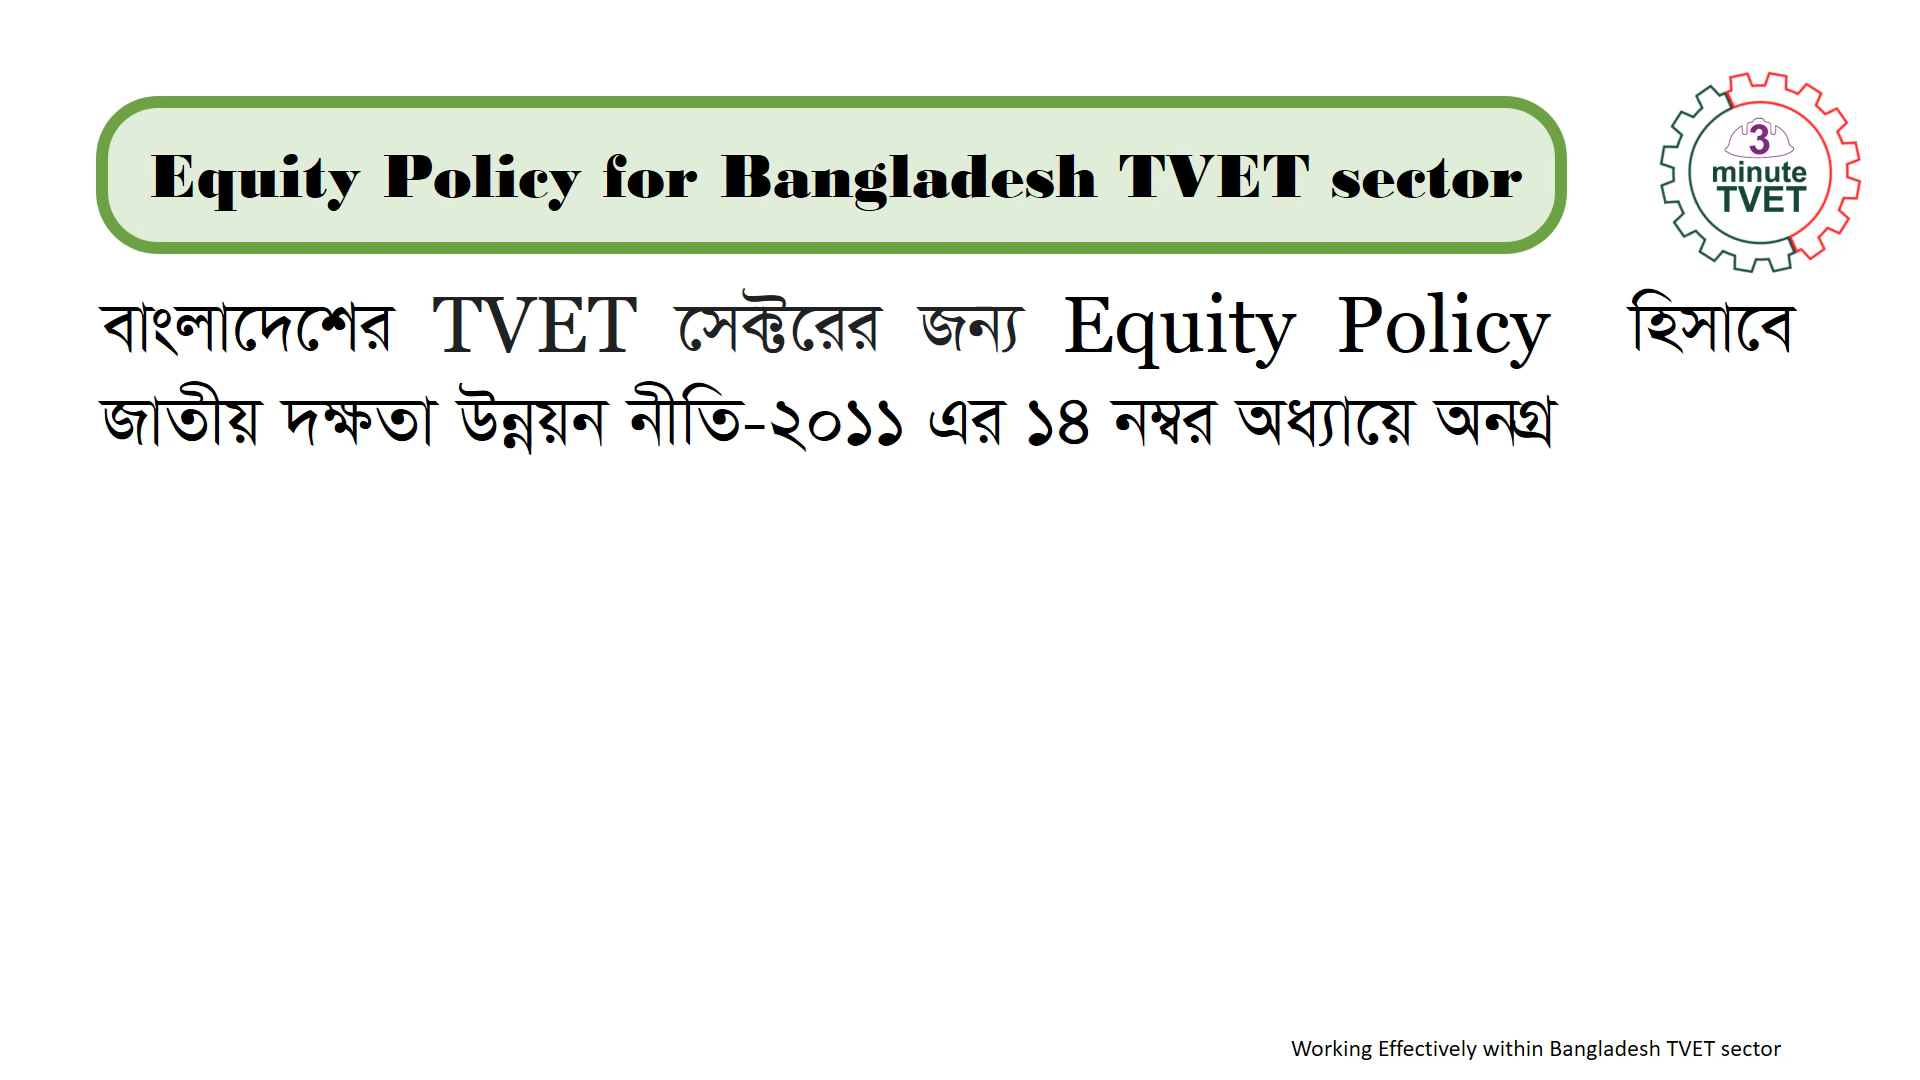 Equity Policy for Bangladesh TVET sector
3
minute
TVET
বাংলাদেশের TVET সেক্টরের জন্য Equity Policy হিসাবে
জাতীয় দক্ষতা উন্নয়ন নীতি-২০১১ এর ১৪ নম্বর অধ্যায়ে অনগ্র
Working Effectively within Bangladesh TVET sector